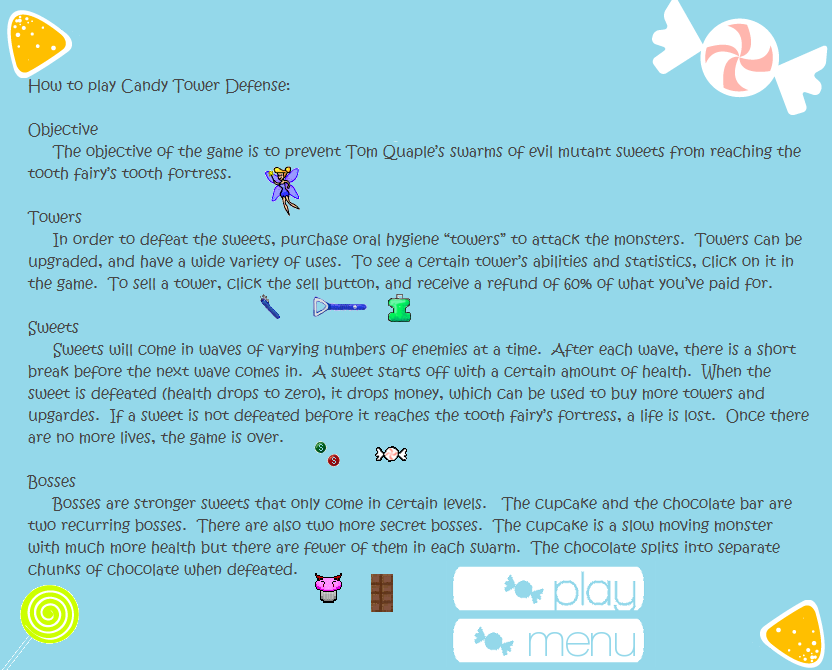 How to play Candy Tower Defense:
Objective
The objective of the game is to prevent Tom Quaple's swarms of evil mutant sweets from reaching the
tooth fairy's tooth fortress.
Towers
In order to defeat the sweets, purchase oral hygiene "towers" to attack the monsters. Towers can be
upgraded, and have a wide variety of uses. To see a certain tower's abilities and statistics, click on it in
the game. To sell a tower, click the sell button, and receive a refund of 60% of what you've paid for.
Sweets
Sweets will come in waves of varying numbers of enemies at a time. After each wave, there is a short
break before the next wave comes in. A sweet starts off with a certain amount of health. When the
sweet is defeated (health drops to zero), it drops money, which can be used to buy more towers and
upgardes. If a sweet is not defeated before it reaches the tooth fairy's fortress, a life is lost. Once there
are no more lives, the game is over.
S
S
Bosses
Bosses are stronger sweets that only come in certain levels. The cupcake and the chocolate bar are
two recurring bosses. There are also two more secret bosses. The cupcake is a slow moving monster
with much more health but there are fewer of them in each swarm. The chocolate splits into separate
chunks of chocolate when defeated.
play
menu